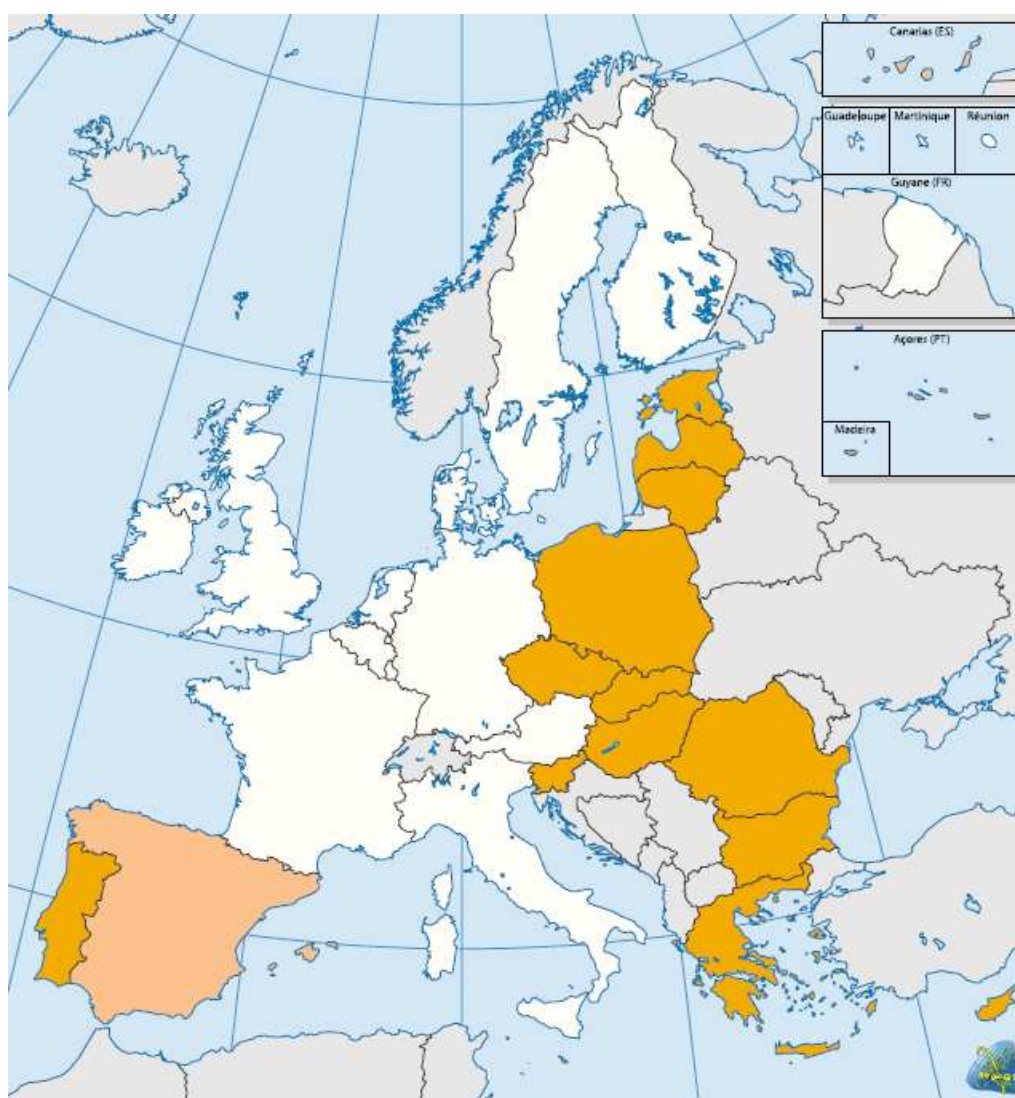 Canarias (ES)
Guadeloupe
Martinique
Réunion
Guyane (FR)
Açores (PT)
Madeira